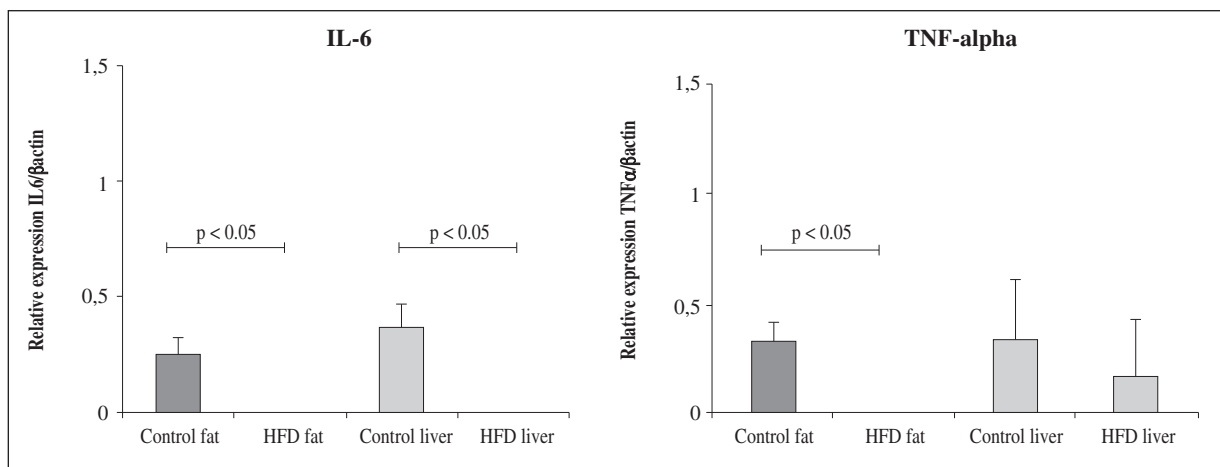 IL-6
Relative expression IL6/βactin
1,5
1
0,5
0
p < 0.05
p < 0.05
Control fat
HFD fat
Control liver
HFD liver
TNF-alpha
Relative expression TNFα/βactin
1,5
1
0,5
0
p < 0.05
Control fat
HFD fat
Control liver
HFD liver